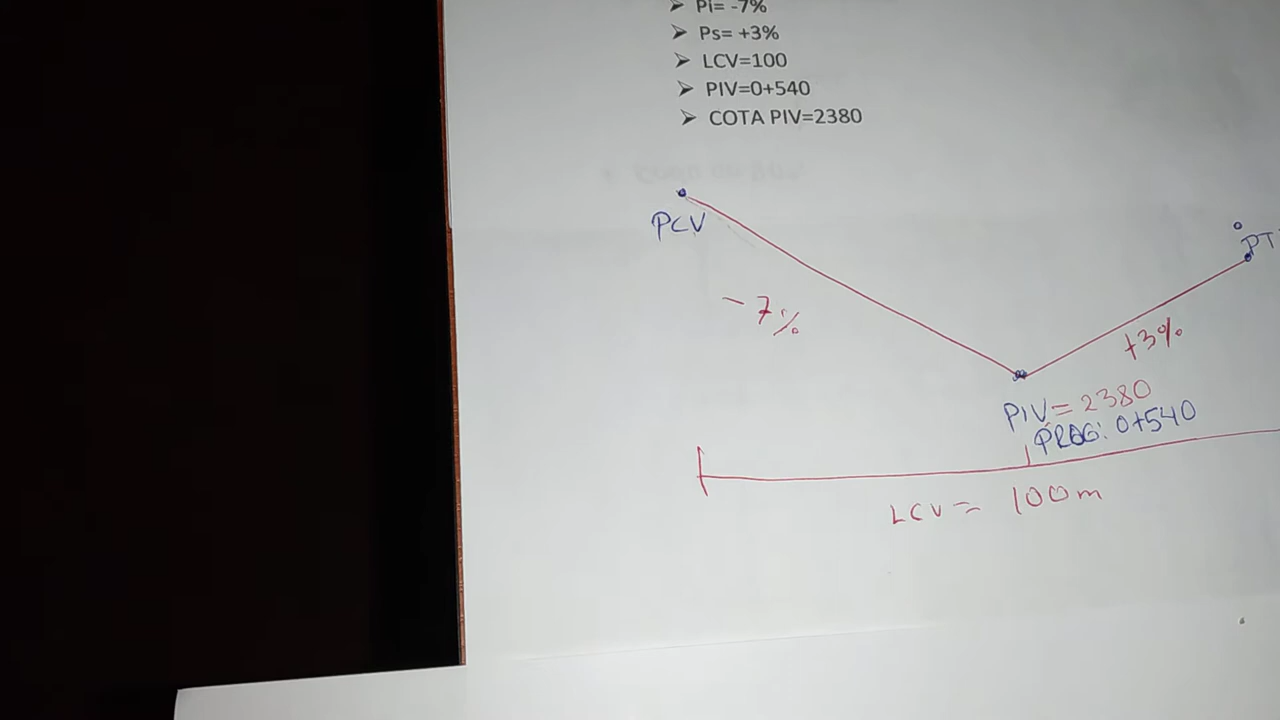 ➢ Pi= -7%
➢ Ps= +3%
➢ LCV=100
➢ PIV=0+540
➢ COTA PIV=2380
PCV
PT
- 7%
+3%
PIV= 2380
PROG: 0+540
LCV = 100m